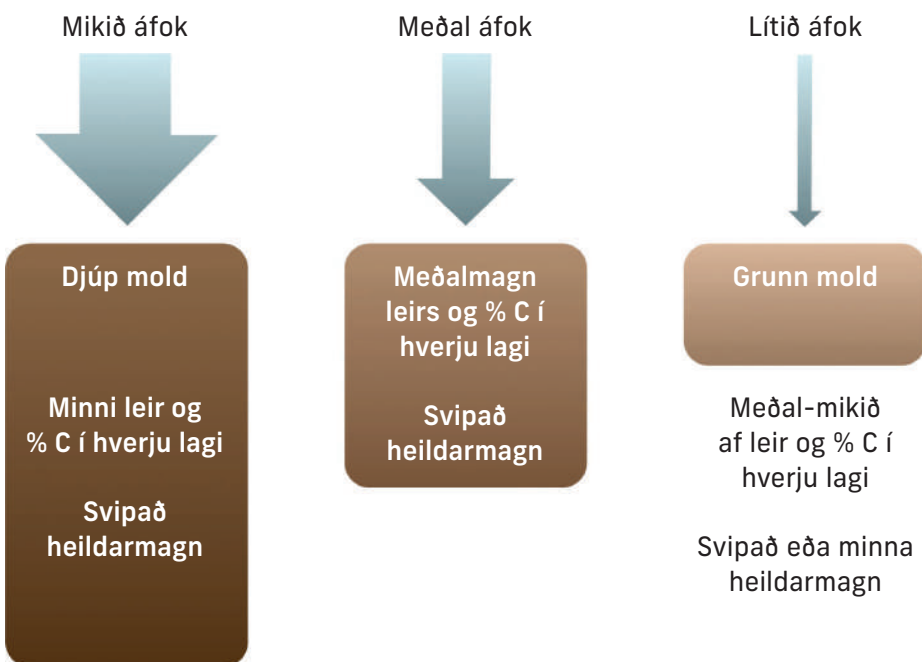 Mikið áfok
Djúp mold
Minni leir og
% C í hverju lagi
Svipað
heildarmagn
Meðal áfok
Meðalmagn
leirs og % C í
hverju lagi
Svipað
heildarmagn
Lítið áfok
Grunn mold
Meðal-mikið
af leir og % C í
hverju lagi
Svipað eða minna
heildarmagn